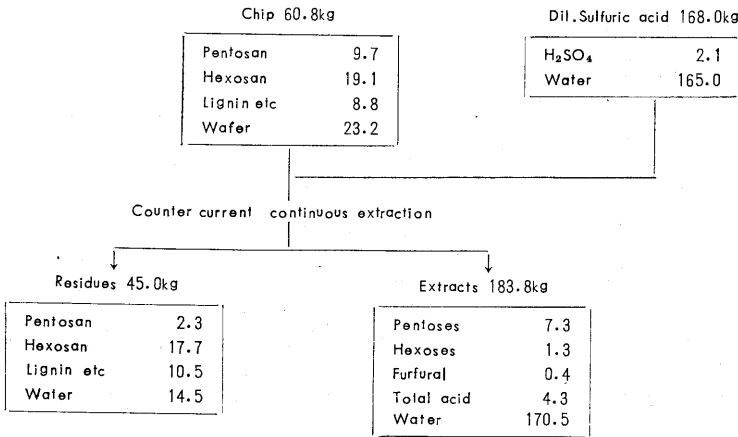 Chip 60.8kg
Pentosan 9.7
Hexosan 19.1
Lignin etc 8.8
Wafer 23.2
Dil.Sulfuric acid 168.0kg
H₂SO₄ 2.1
Water 165.0
Counter current continuous extraction
Residues 45.0kg
Pentosan 2.3
Hexosan 17.7
Lignin etc 10.5
Water 14.5
Extracts 183.8kg
Pentoses 7.3
Hexoses 1.3
Furfural 0.4
Total acid 4.3
Water 170.5